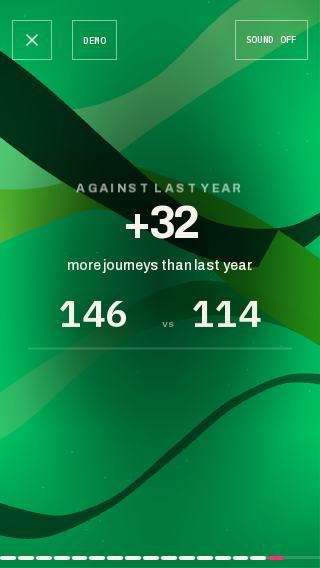 DEMO
SOUND OFF
AGAINST LAST YEAR
+32
more journeys than last year
146 vs 114